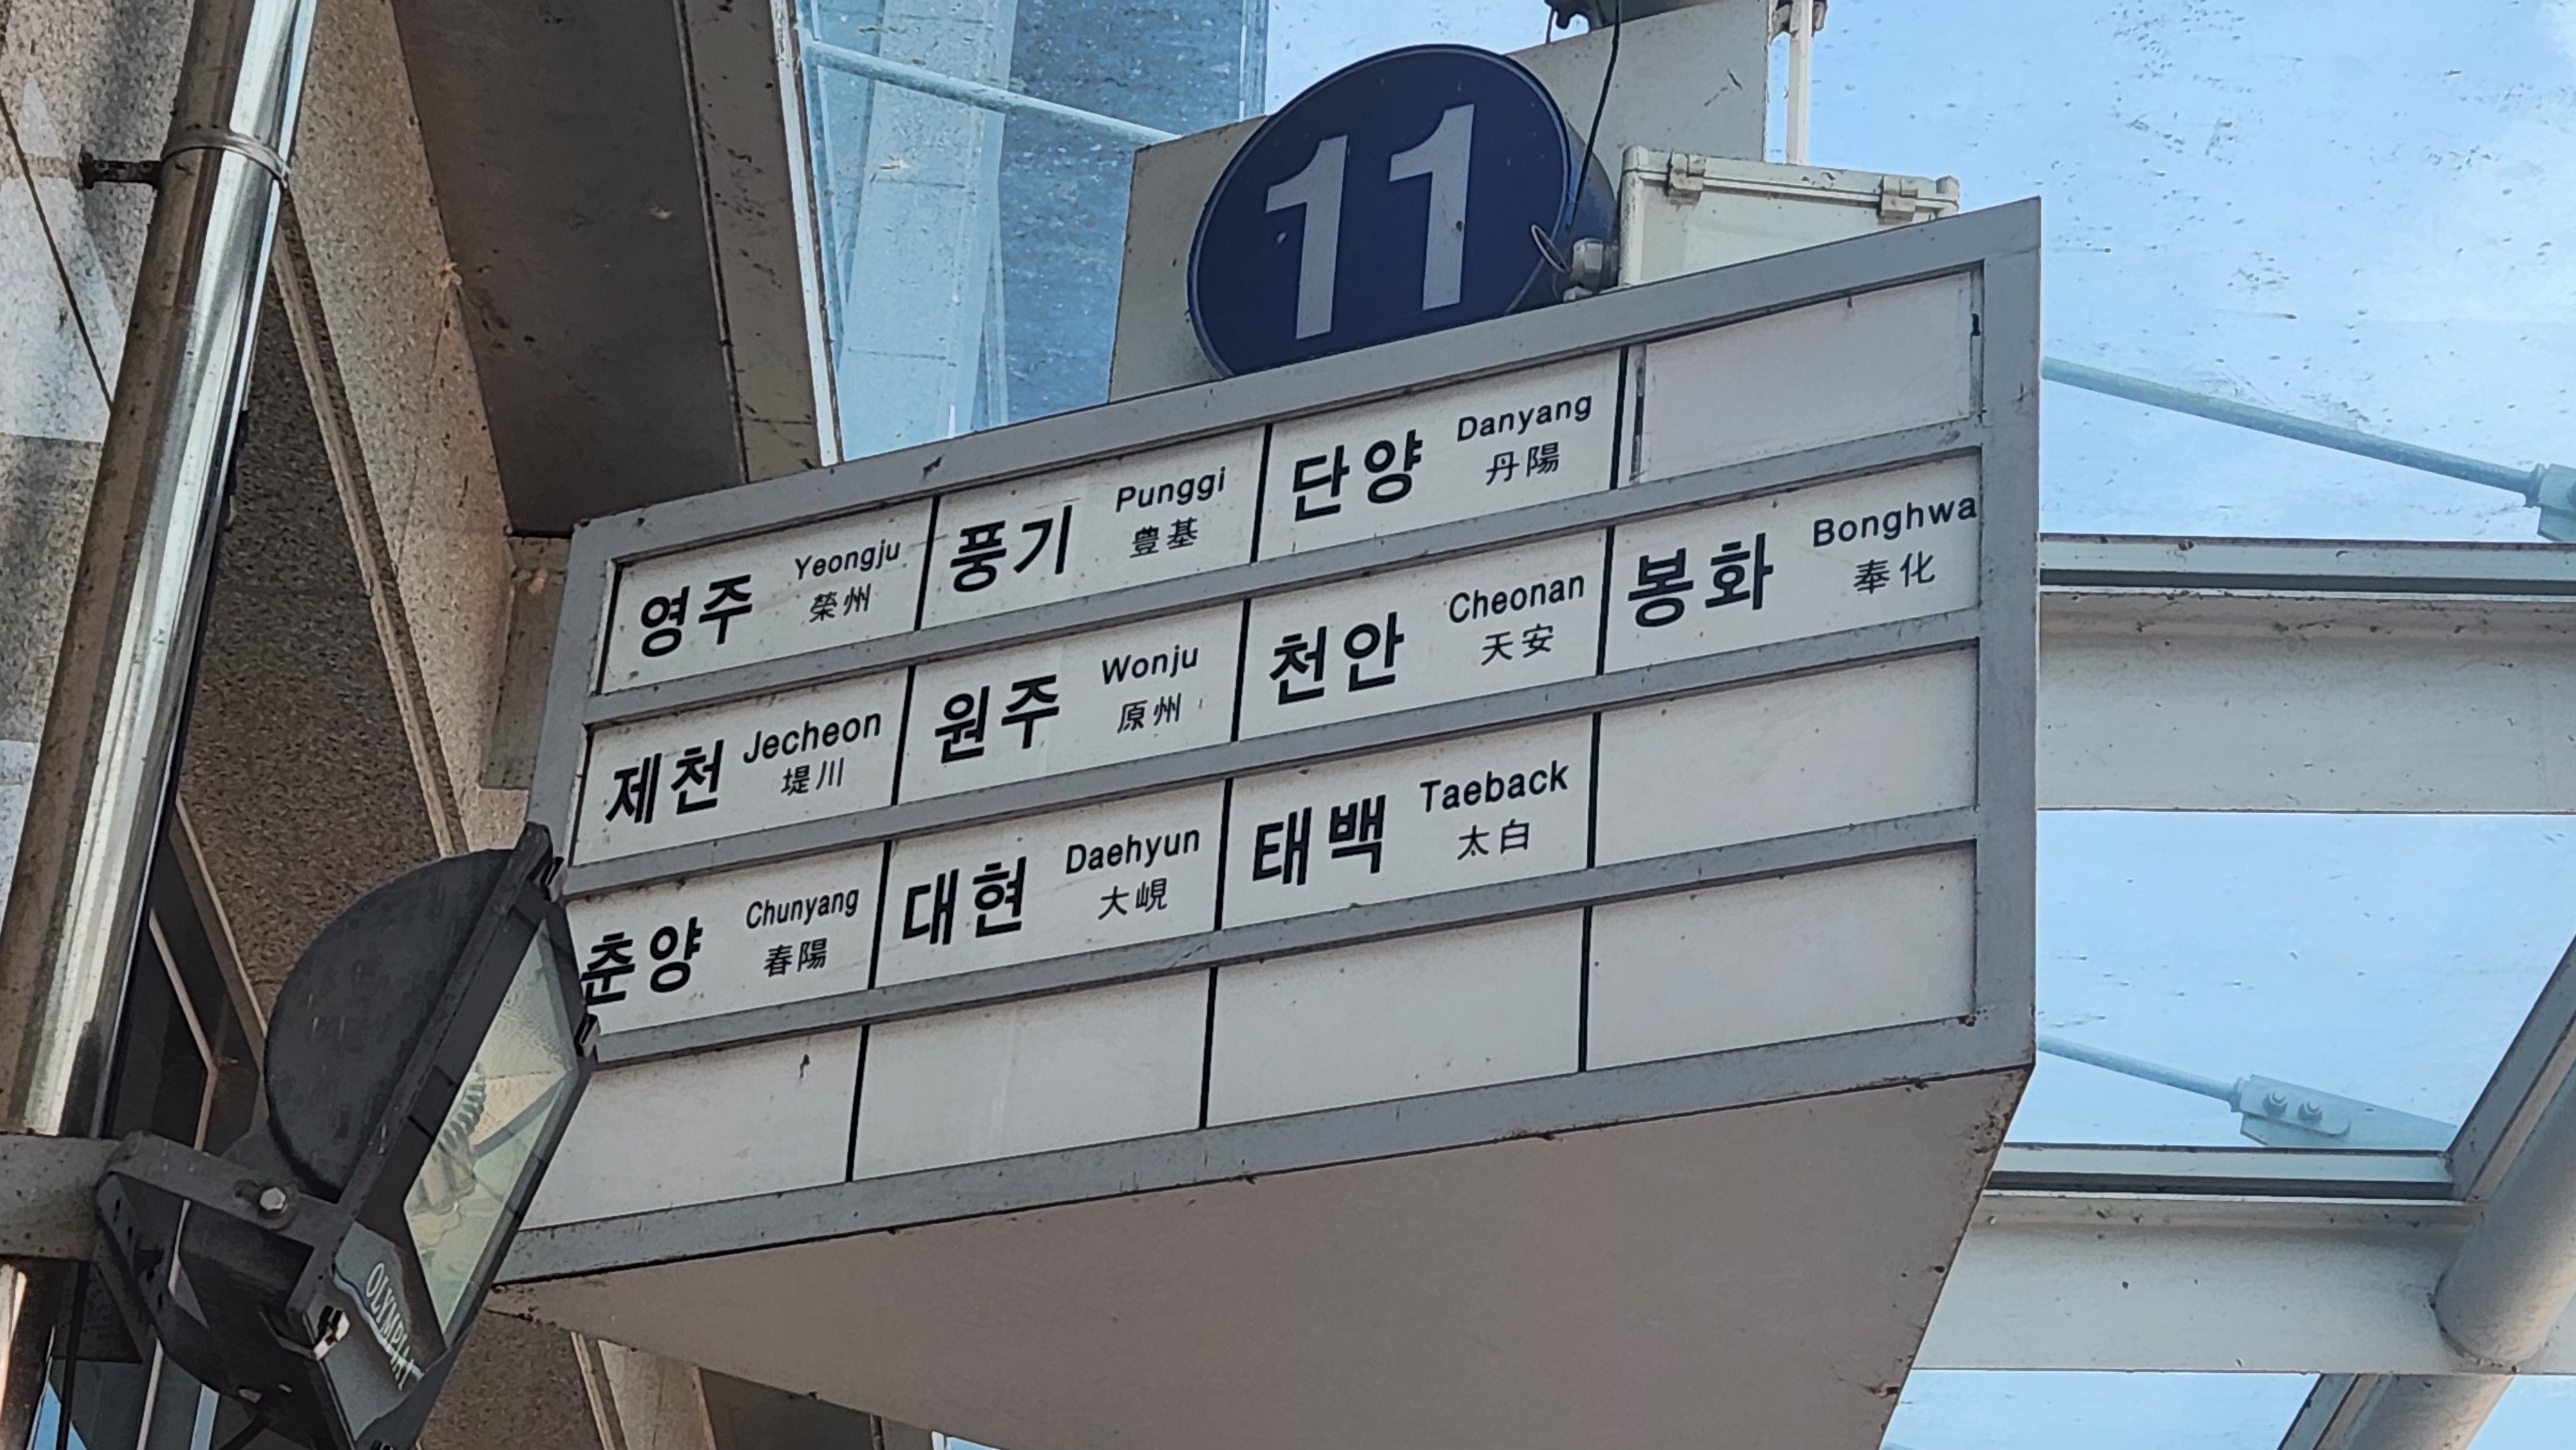 11
영주 Yeongju 榮州
풍기 Punggi 豊基
단양 Danyang 丹陽
제천 Jecheon 堤川
원주 Wonju 原州
천안 Cheonan 天安
봉화 Bonghwa 奉化
춘양 Chunyang 春陽
대현 Daehyun 大峴
태백 Taeback 太白